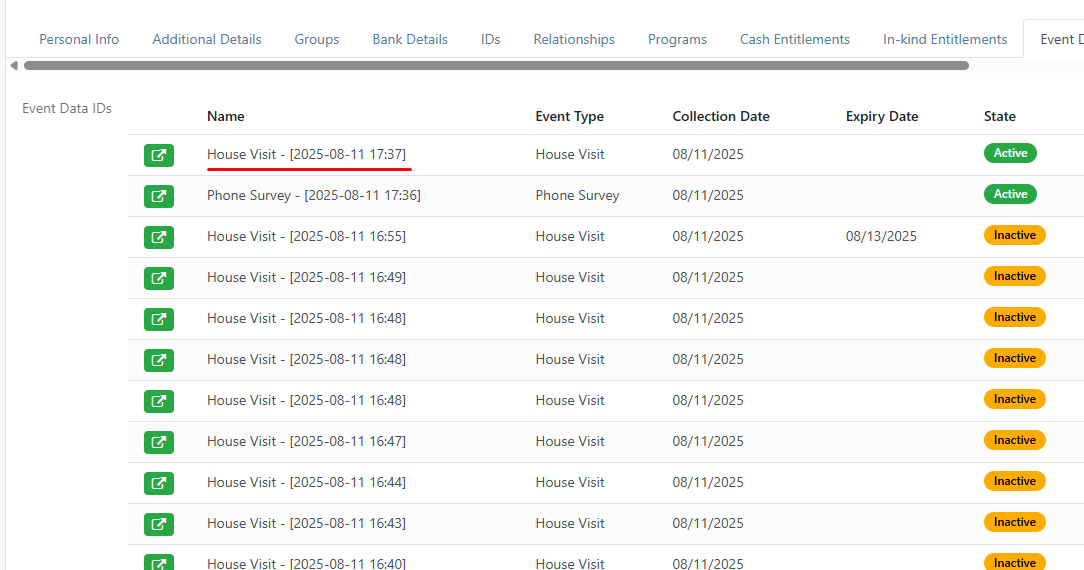 Personal Info Additional Details Groups Bank Details IDs Relationships Programs Cash Entitlements In-kind Entitlements Event D
Event Data IDs
Name Event Type Collection Date Expiry Date State
House Visit - [2025-08-11 17:37] House Visit 08/11/2025 Active
Phone Survey - [2025-08-11 17:36] Phone Survey 08/11/2025 Active
House Visit - [2025-08-11 16:55] House Visit 08/11/2025 08/13/2025 Inactive
House Visit - [2025-08-11 16:49] House Visit 08/11/2025 Inactive
House Visit - [2025-08-11 16:48] House Visit 08/11/2025 Inactive
House Visit - [2025-08-11 16:48] House Visit 08/11/2025 Inactive
House Visit - [2025-08-11 16:48] House Visit 08/11/2025 Inactive
House Visit - [2025-08-11 16:47] House Visit 08/11/2025 Inactive
House Visit - [2025-08-11 16:44] House Visit 08/11/2025 Inactive
House Visit - [2025-08-11 16:43] House Visit 08/11/2025 Inactive
House Visit - [2025-08-11 16:40] House Visit 08/11/2025 Inactive